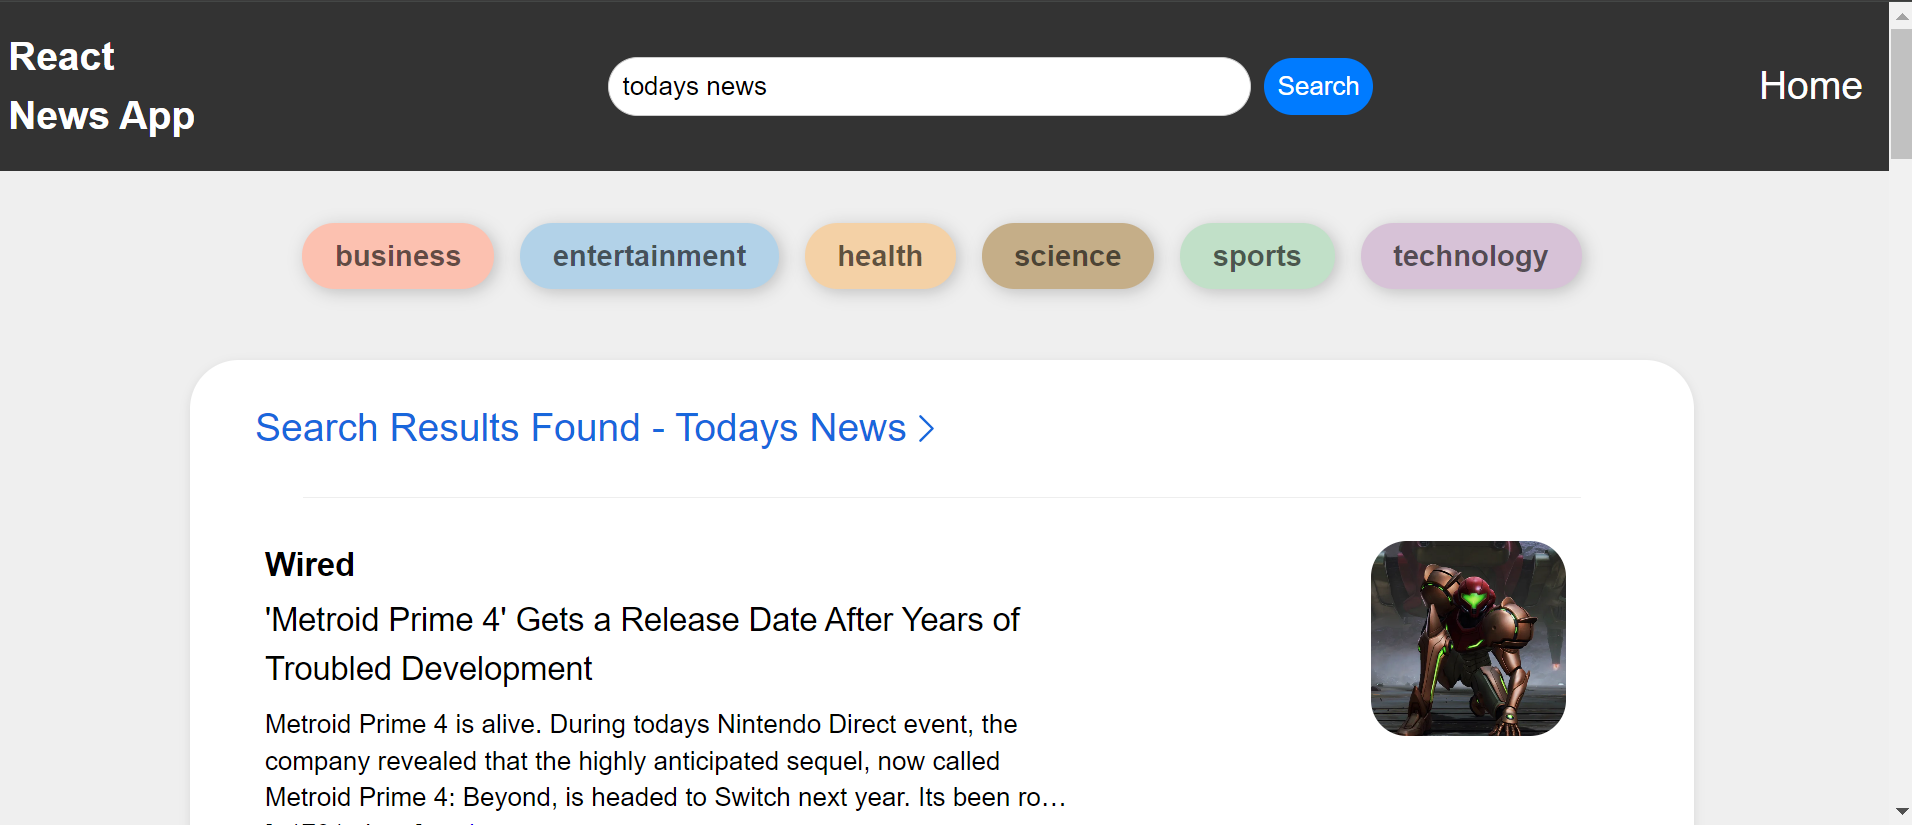 React
News App
todays news
Search
Home
business
entertainment
health
science
sports
technology
Search Results Found - Todays News
Wired
'Metroid Prime 4' Gets a Release Date After Years of
Troubled Development
Metroid Prime 4 is alive. During todays Nintendo Direct event, the
company revealed that the highly anticipated sequel, now called
Metroid Prime 4: Beyond, is headed to Switch next year. Its been ro…